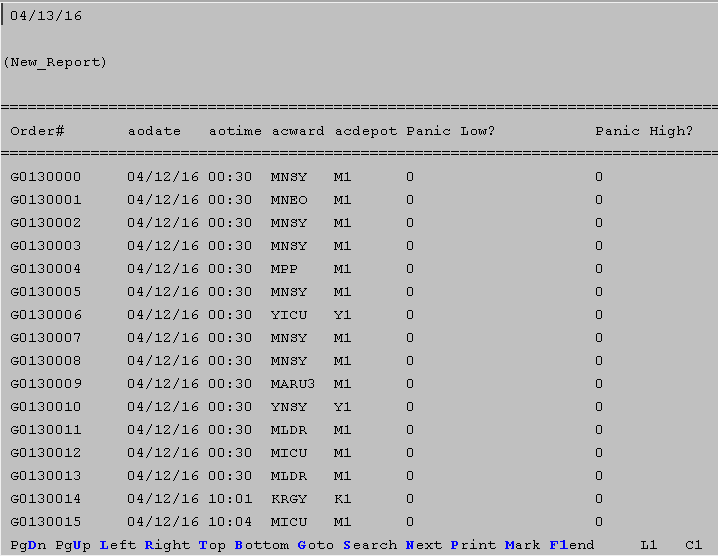 04/13/16
(New_Report)
================================================================================
Order# aodate aotime acward acdepot Panic Low? Panic High?
================================================================================
G0130000 04/12/16 00:30 MNSY M1 0 0
G0130001 04/12/16 00:30 MNEO M1 0 0
G0130002 04/12/16 00:30 MNSY M1 0 0
G0130003 04/12/16 00:30 MNSY M1 0 0
G0130004 04/12/16 00:30 MPP M1 0 0
G0130005 04/12/16 00:30 MNSY M1 0 0
G0130006 04/12/16 00:30 YICU Y1 0 0
G0130007 04/12/16 00:30 MNSY M1 0 0
G0130008 04/12/16 00:30 MNSY M1 0 0
G0130009 04/12/16 00:30 MARU3 M1 0 0
G0130010 04/12/16 00:30 YNSY Y1 0 0
G0130011 04/12/16 00:30 MLDR M1 0 0
G0130012 04/12/16 00:30 MICU M1 0 0
G0130013 04/12/16 00:30 MLDR M1 0 0
G0130014 04/12/16 10:01 KRGY K1 0 0
G0130015 04/12/16 10:04 MICU M1 0 0
PgDn PgUp Left Right Top Bottom Goto Search Next Print Mark F1end L1 C1